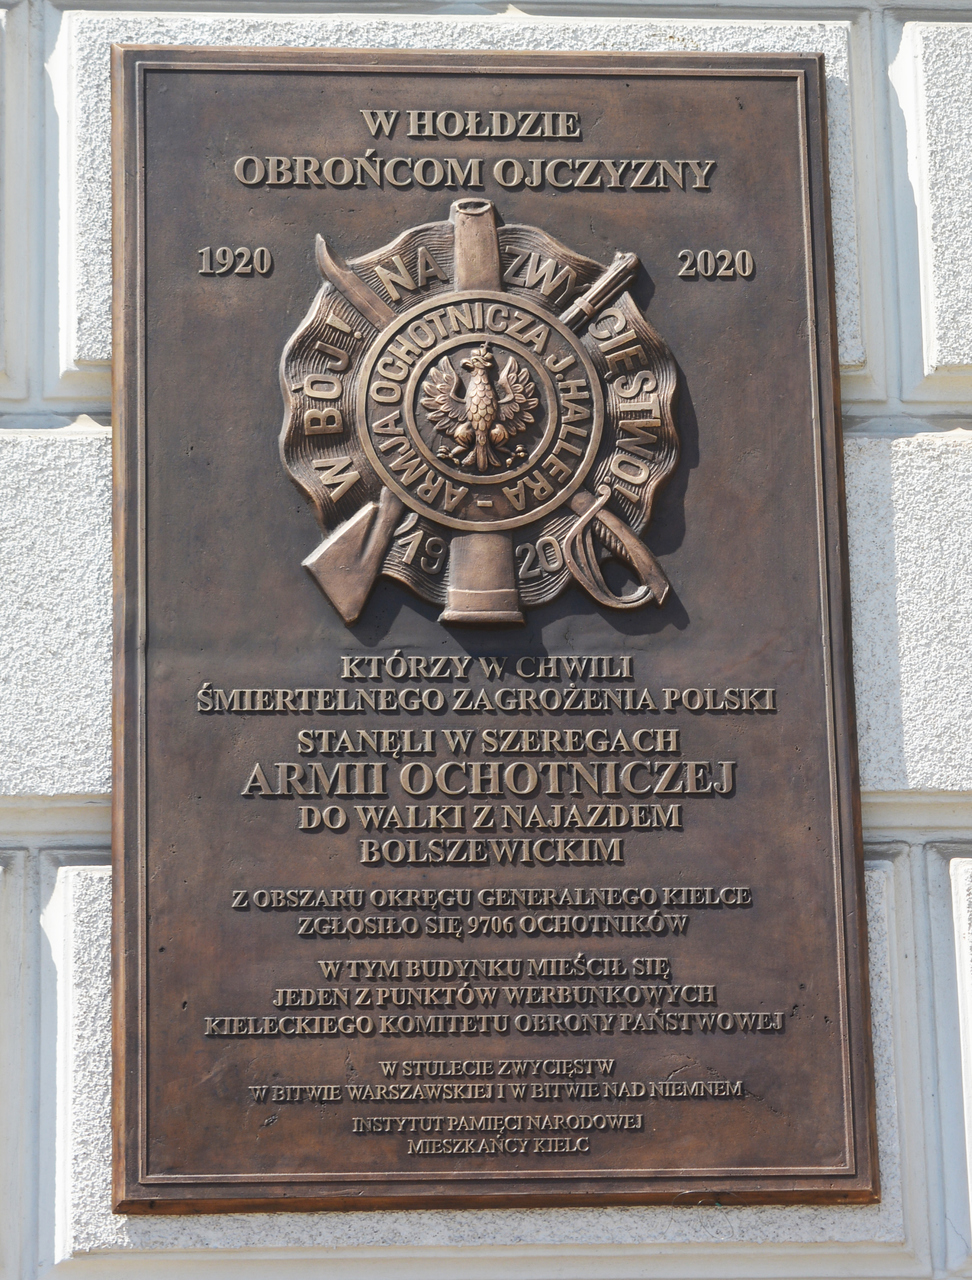 W HOŁDZIE
OBROŃCOM OJCZYZNY
1920
2020
W BÓJ! NA ZWYCIĘSTWO!
ARMJA OCHOTNICZA J. HALLERA -
1920
KTÓRZY W CHWILI
ŚMIERTELNEGO ZAGROŻENIA POLSKI
STANĘLI W SZEREGACH
ARMII OCHOTNICZEJ
DO WALKI Z NAJAZDEM
BOLSZEWICKIM
Z OBSZARU OKRĘGU GENERALNEGO KIELCE
ZGŁOSIŁO SIĘ 9706 OCHOTNIKÓW
W TYM BUDYNKU MIEŚCIŁ SIĘ
JEDEN Z PUNKTÓW WERBUNKOWYCH
KIELECKIEGO KOMITETU OBRONY PAŃSTWOWEJ
W STULECIE ZWYCIĘSTW
W BITWIE WARSZAWSKIEJ I W BITWIE NAD NIEMNEM
INSTYTUT PAMIĘCI NARODOWEJ
MIESZKAŃCY KIELC